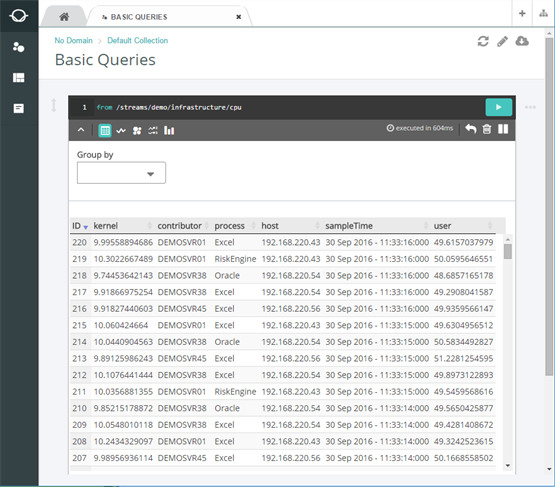 BASIC QUERIES
No Domain > Default Collection
Basic Queries
1 from /streams/demo/infrastructure/cpu
executed in 604ms
Group by
ID kernel contributor process host sampleTime user
220 9.99558894686 DEMOSVR01 Excel 192.168.220.43 30 Sep 2016 - 11:33:16:000 49.6157037979
219 10.3022667489 DEMOSVR01 RiskEngine 192.168.220.43 30 Sep 2016 - 11:33:16:000 50.0595646551
218 9.74453642143 DEMOSVR38 Oracle 192.168.220.54 30 Sep 2016 - 11:33:16:000 48.6857165178
217 9.91866975254 DEMOSVR38 Excel 192.168.220.54 30 Sep 2016 - 11:33:16:000 49.2908041587
216 9.91827440603 DEMOSVR45 Excel 192.168.220.56 30 Sep 2016 - 11:33:16:000 49.9359566147
215 10.060424664 DEMOSVR01 Excel 192.168.220.43 30 Sep 2016 - 11:33:15:000 49.6304956512
214 10.0440904563 DEMOSVR38 Oracle 192.168.220.54 30 Sep 2016 - 11:33:15:000 50.5834492827
213 9.89125986243 DEMOSVR45 Excel 192.168.220.56 30 Sep 2016 - 11:33:15:000 51.2281254595
212 10.1076441444 DEMOSVR38 Excel 192.168.220.54 30 Sep 2016 - 11:33:15:000 49.8973122893
211 10.0356881355 DEMOSVR01 RiskEngine 192.168.220.43 30 Sep 2016 - 11:33:15:000 49.5459568616
210 9.85215178872 DEMOSVR38 Oracle 192.168.220.54 30 Sep 2016 - 11:33:14:000 49.5650425877
209 10.0548010118 DEMOSVR38 Excel 192.168.220.54 30 Sep 2016 - 11:33:14:000 49.4281408672
208 10.2434329097 DEMOSVR01 Excel 192.168.220.43 30 Sep 2016 - 11:33:14:000 49.3242523615
207 9.98956936114 DEMOSVR45 Excel 192.168.220.56 30 Sep 2016 - 11:33:14:000 50.1668558502